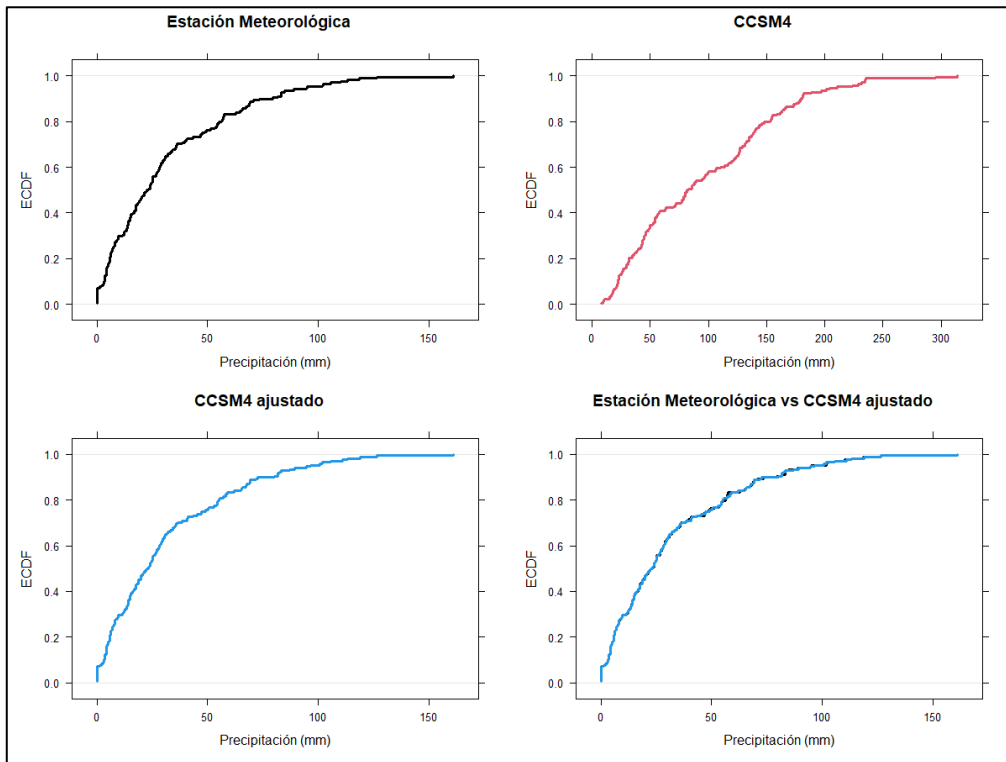 Estación Meteorológica
1.0
0.8
0.6
0.4
0.2
0.0
ECDF
0 50 100 150
Precipitación (mm)
CCSM4
1.0
0.8
0.6
0.4
0.2
0.0
ECDF
0 50 100 150 200 250 300
Precipitación (mm)
CCSM4 ajustado
1.0
0.8
0.6
0.4
0.2
0.0
ECDF
0 50 100 150
Precipitación (mm)
Estación Meteorológica vs CCSM4 ajustado
1.0
0.8
0.6
0.4
0.2
0.0
ECDF
0 50 100 150
Precipitación (mm)